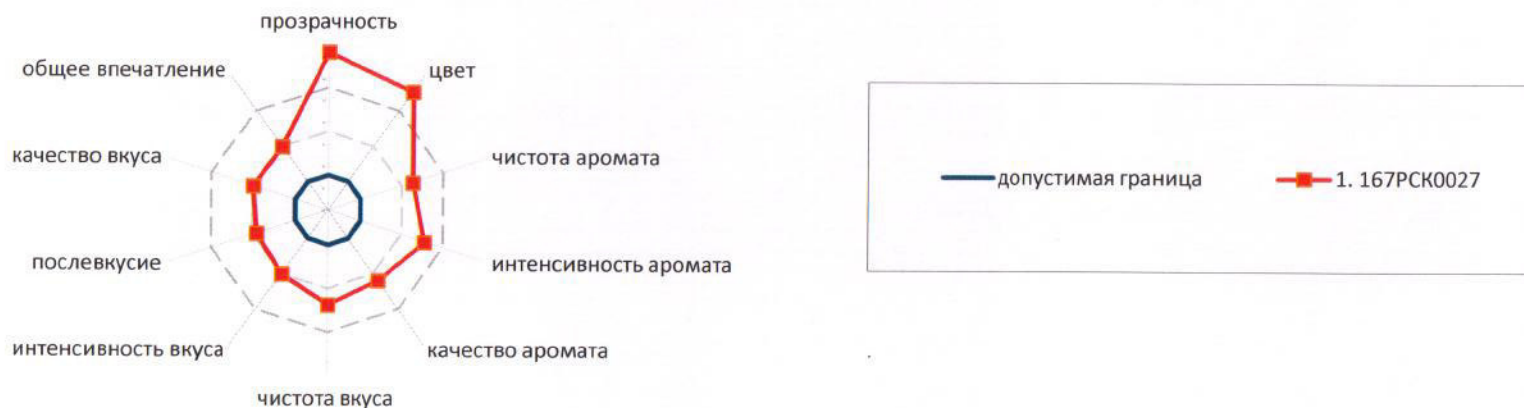 прозрачность
цвет
чистота аромата
интенсивность аромата
качество аромата
чистота вкуса
интенсивность вкуса
послевкусие
качество вкуса
общее впечатление
допустимая граница
1. 167РСК0027